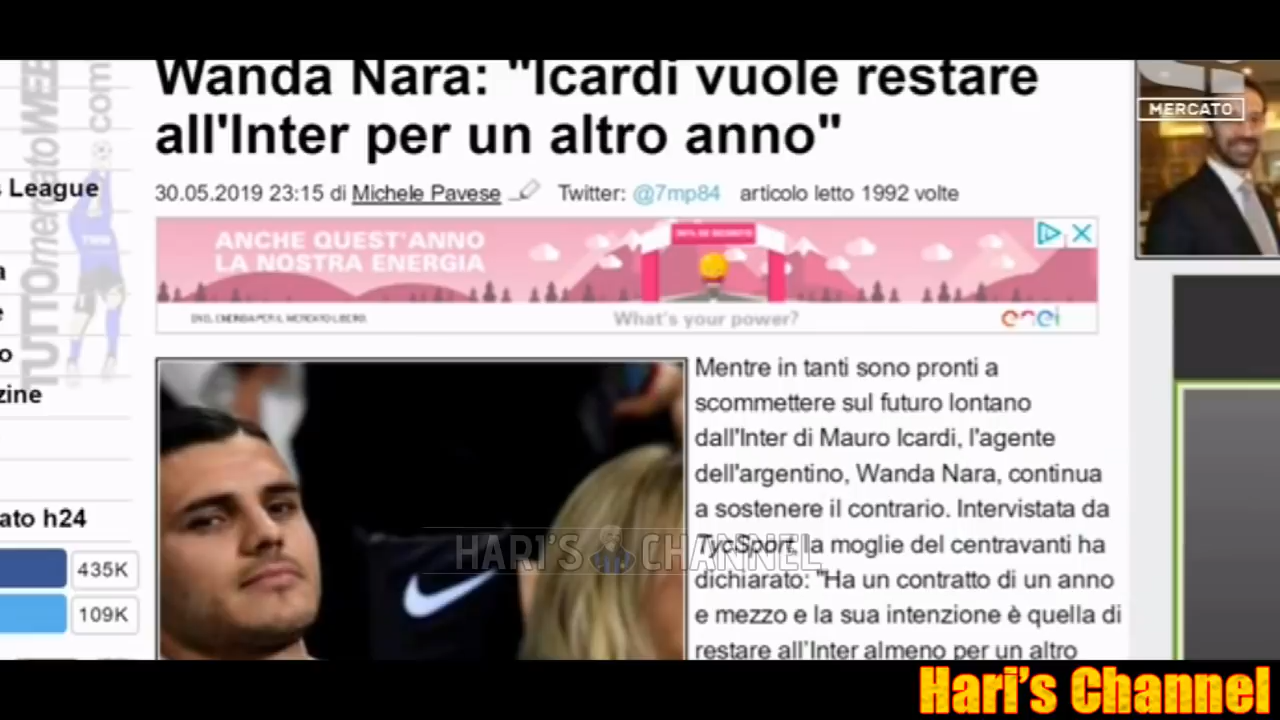 Wanda Nara: "Icardi vuole restare
all'Inter per un altro anno"
MERCATO
30.05.2019 23:15 di Michele Pavese Twitter: @7mp84 articolo letto 1992 volte
TUTTOmercatoWEB
.com
s League
a
e
o
zine
ato h24
435K
109K
ANCHE QUEST'ANNO
LA NOSTRA ENERGIA
What's your power?
enel
Mentre in tanti sono pronti a
scommettere sul futuro lontano
dall'Inter di Mauro Icardi, l'agente
dell'argentino, Wanda Nara, continua
a sostenere il contrario. Intervistata da
TycSport, la moglie del centravanti ha
dichiarato: "Ha un contratto di un anno
e mezzo e la sua intenzione è quella di
restare all'Inter almeno per un altro
HARI'S CHANNEL
Hari's Channel